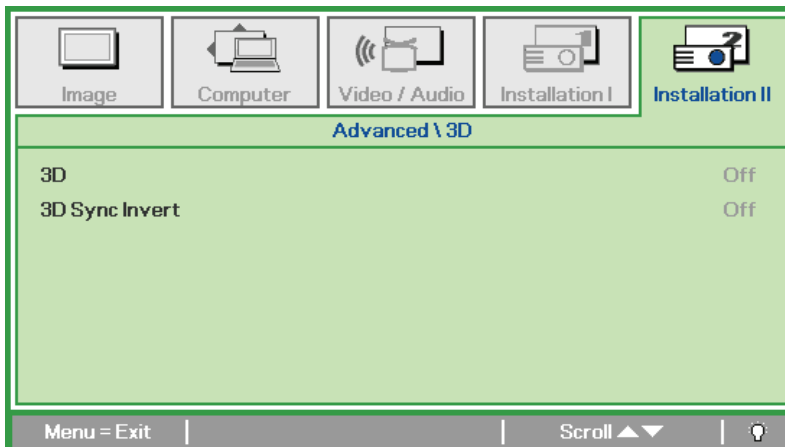 Image Computer Video / Audio Installation I Installation II
Advanced \ 3D
3D Off
3D Sync Invert Off
Menu = Exit Scroll ▲▼